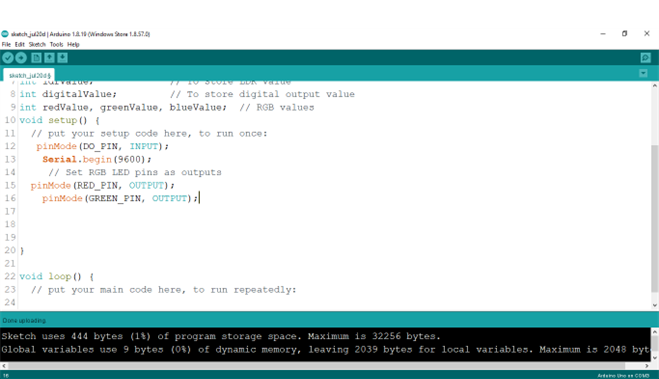 sketch_jul20d | Arduino 1.8.19 (Windows Store 1.8.57.0)
File Edit Sketch Tools Help
sketch_jul20d §
7 int ldrValue; // To store LDR value
8 int digitalValue; // To store digital output value
9 int redValue, greenValue, blueValue; // RGB values
10 void setup() {
11 // put your setup code here, to run once:
12 pinMode(DO_PIN, INPUT);
13 Serial.begin(9600);
14 // Set RGB LED pins as outputs
15 pinMode(RED_PIN, OUTPUT);
16 pinMode(GREEN_PIN, OUTPUT);
17
18
19
20 }
21
22 void loop() {
23 // put your main code here, to run repeatedly:
24
Done uploading.
Sketch uses 444 bytes (1%) of program storage space. Maximum is 32256 bytes.
Global variables use 9 bytes (0%) of dynamic memory, leaving 2039 bytes for local variables. Maximum is 2048 byt
16 Arduino Uno on COM8